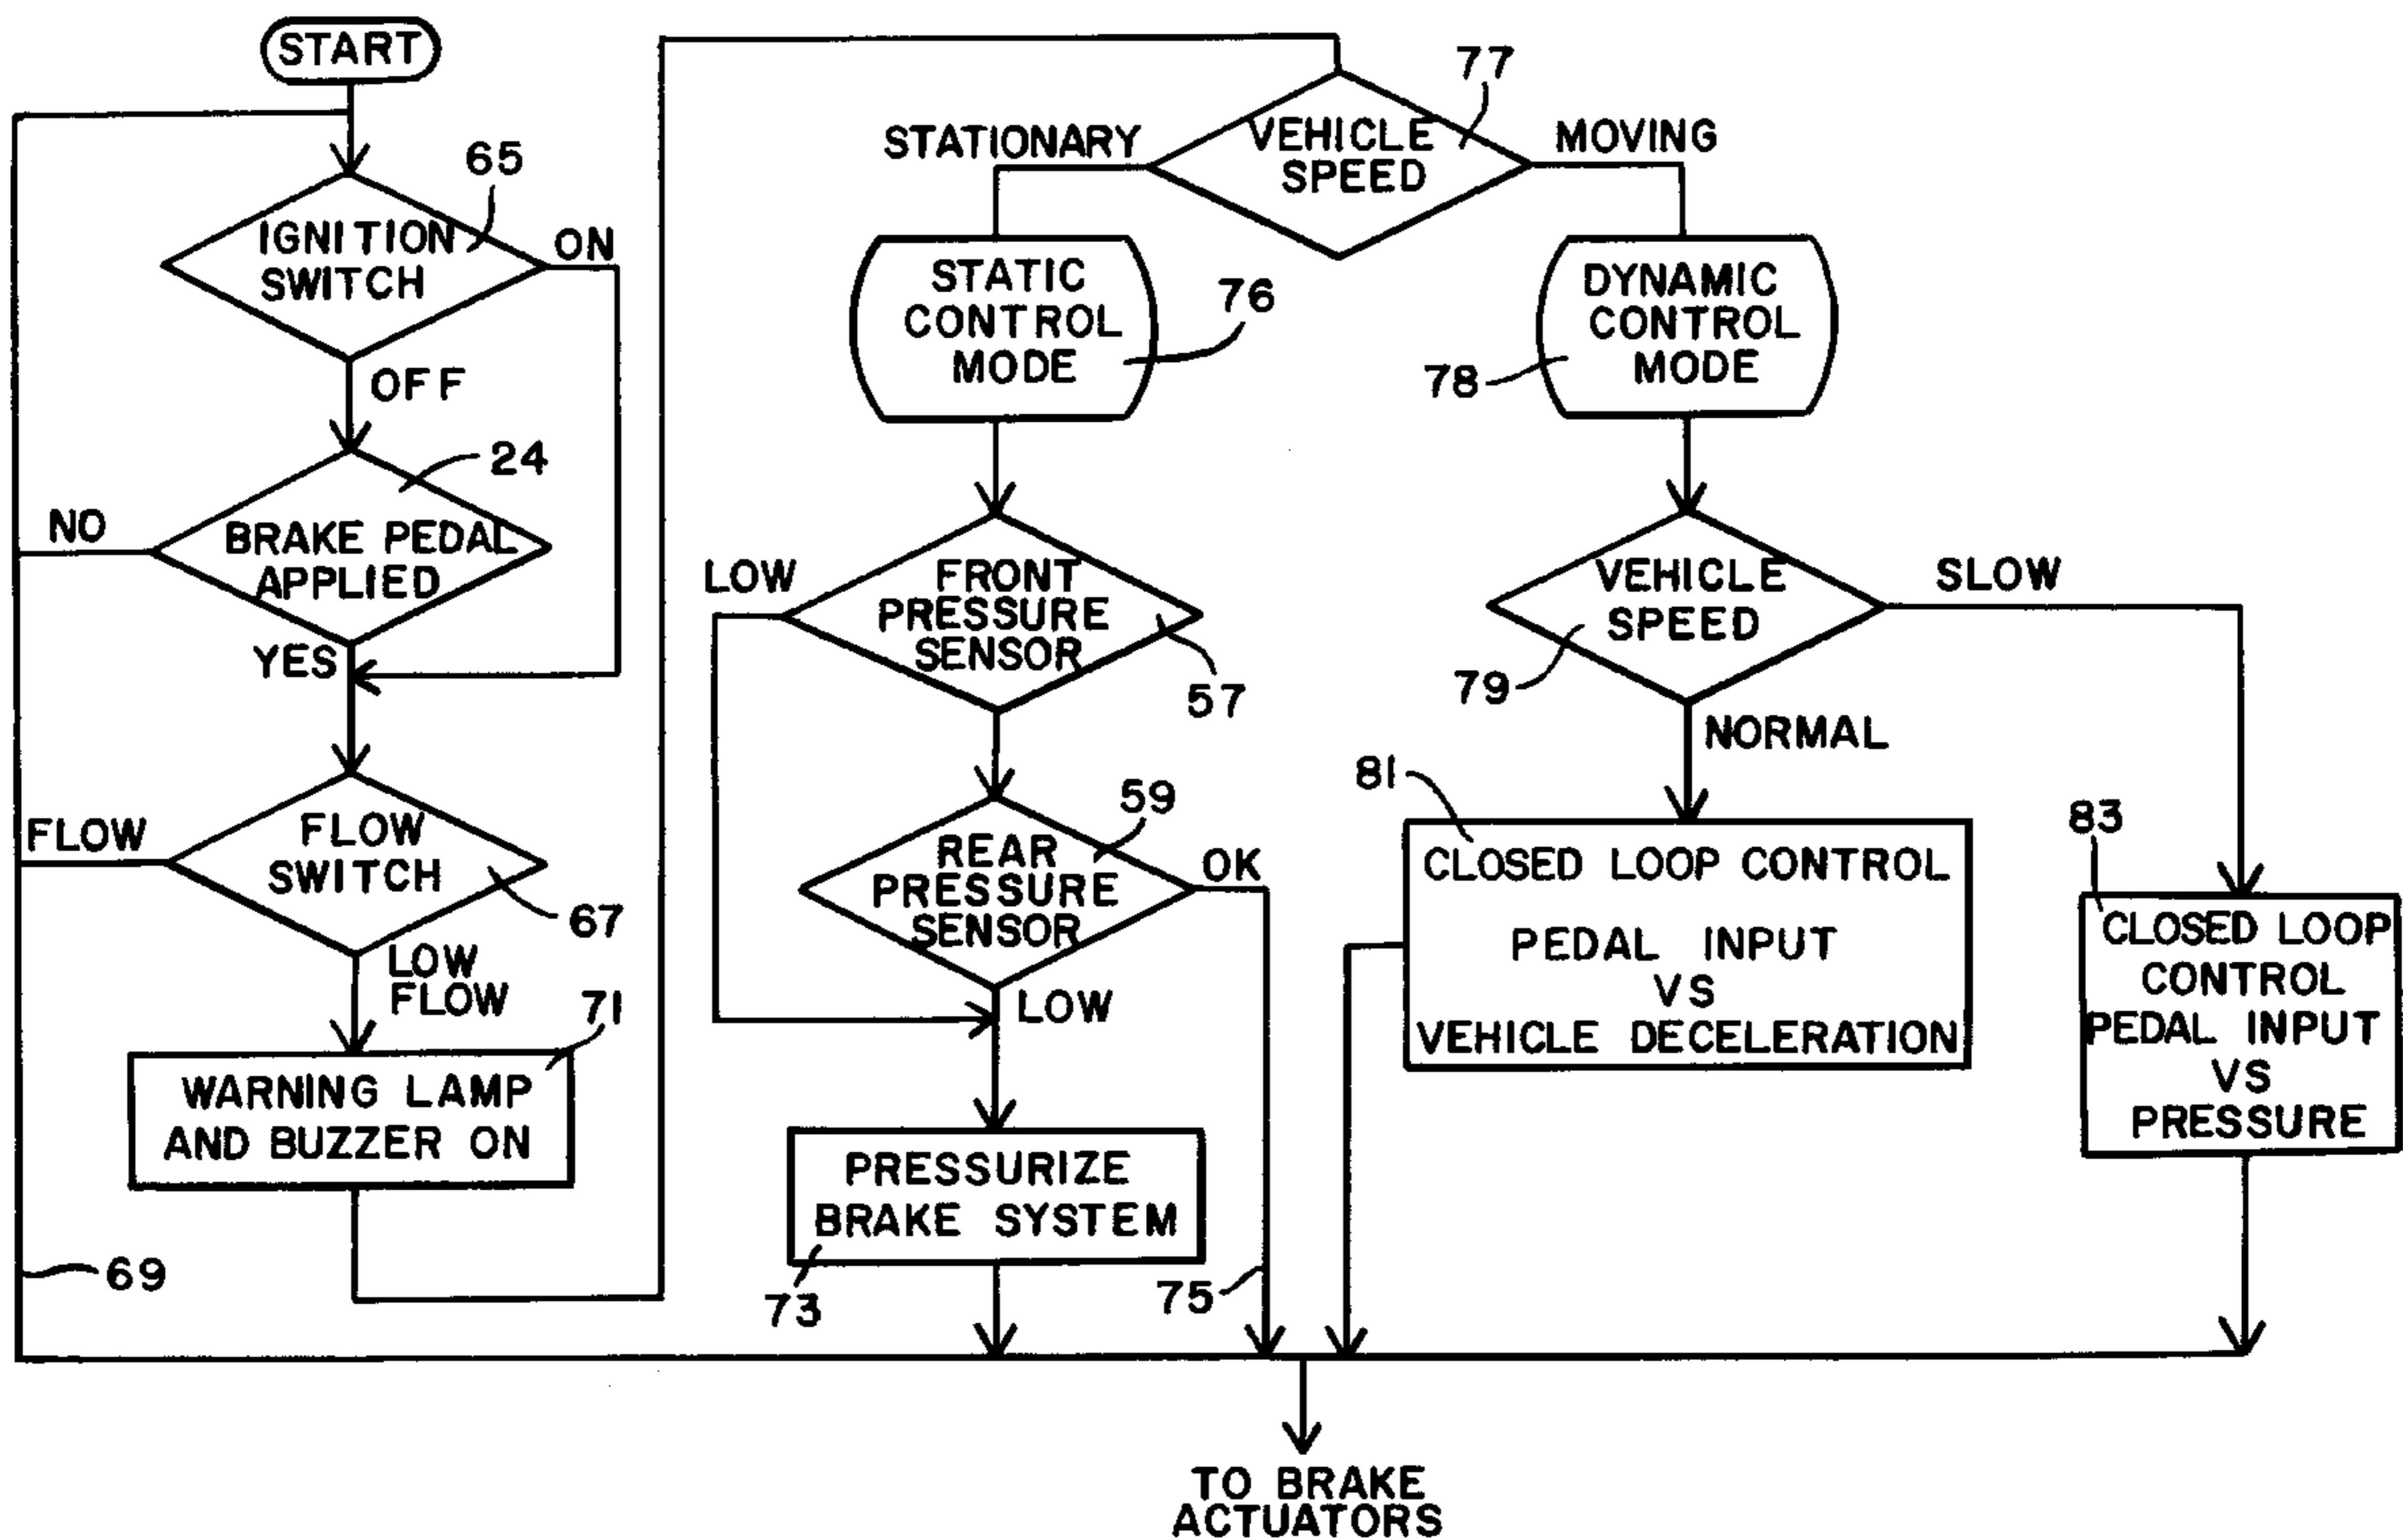 START
65
IGNITION
SWITCH
ON
OFF
24
BRAKE PEDAL
APPLIED
NO
YES
FLOW
FLOW
SWITCH
67
LOW
FLOW
71
WARNING LAMP
AND BUZZER ON
69
77
VEHICLE
SPEED
STATIONARY
MOVING
STATIC
CONTROL
MODE
76
DYNAMIC
CONTROL
MODE
78
LOW
FRONT
PRESSURE
SENSOR
57
59
REAR
PRESSURE
SENSOR
OK
LOW
PRESSURIZE
BRAKE SYSTEM
73
75
VEHICLE
SPEED
79
SLOW
NORMAL
81
CLOSED LOOP CONTROL
PEDAL INPUT
VS
VEHICLE DECELERATION
83
CLOSED LOOP
CONTROL
PEDAL INPUT
VS
PRESSURE
TO BRAKE
ACTUATORS